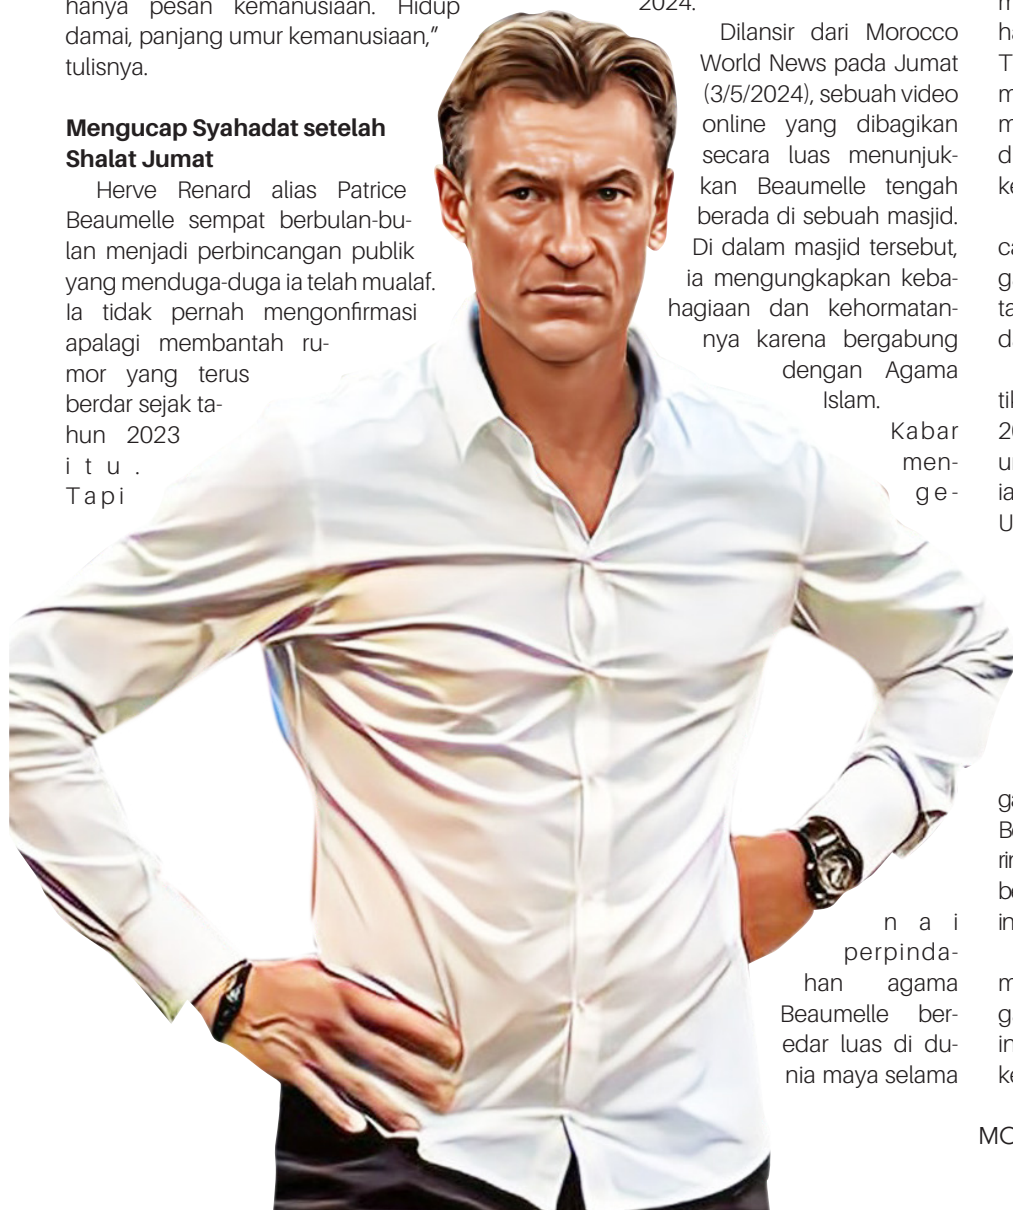 hanya pesan kemanusiaan. Hidup
damai, panjang umur kemanusiaan,”
tulisnya.
Mengucap Syahadat setelah
Shalat Jumat
Herve Renard alias Patrice
Beaumelle sempat berbulan-bu-
lan menjadi perbincangan publik
yang menduga-duga ia telah mualaf.
Ia tidak pernah mengonfirmasi
apalagi membantah ru-
mor yang terus
berdar sejak ta-
hun 2023
itu.
Tapi
2024.
Dilansir dari Morocco
World News pada Jumat
(3/5/2024), sebuah video
online yang dibagikan
secara luas menunjuk-
kan Beaumelle tengah
berada di sebuah masjid.
Di dalam masjid tersebut,
ia mengungkapkan keba-
hagiaan dan kehormatan-
nya karena bergabung
dengan Agama
Islam.
Kabar
men-
ge-
nai
perpinda-
han agama
Beaumelle ber-
edar luas di du-
nia maya selama